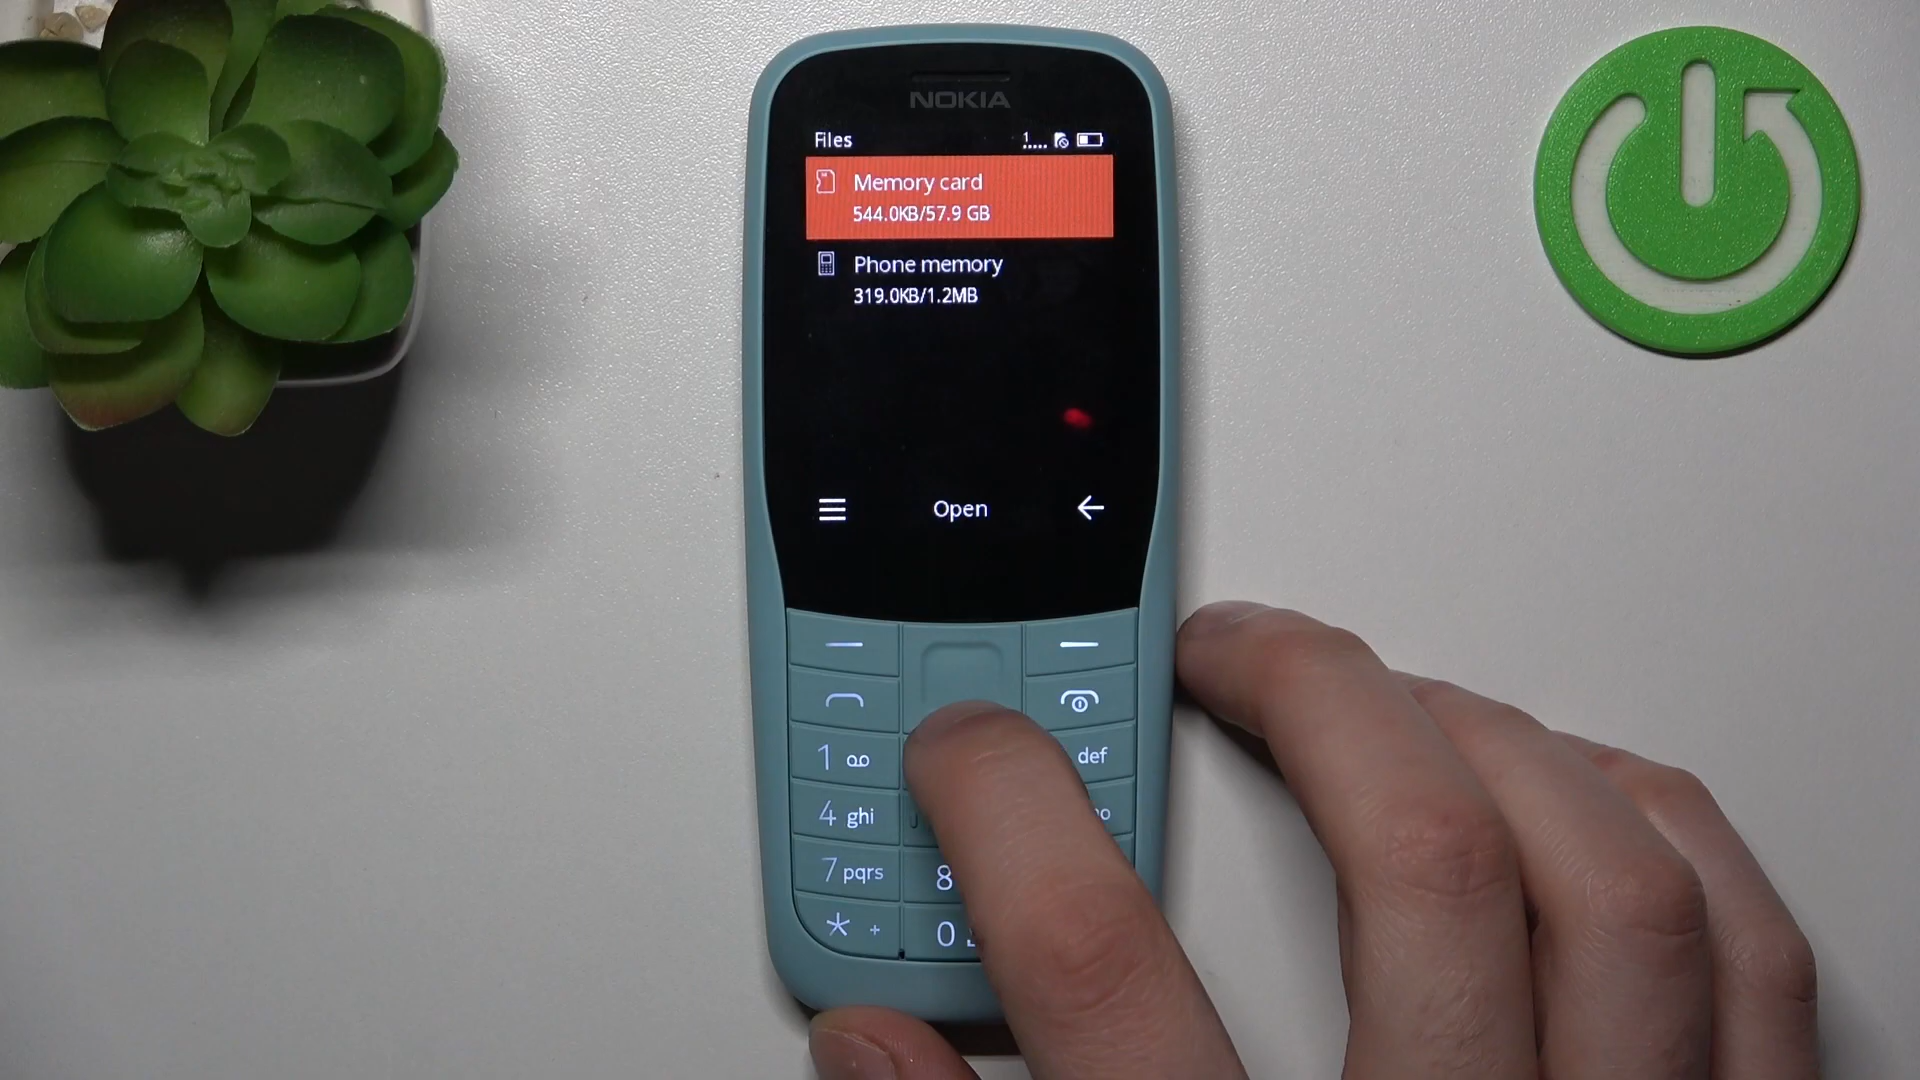 NOKIA
Files
1
Memory card
544.0KB/57.9 GB
Phone memory
319.0KB/1.2MB
Open
1
def
4 ghi
7 pqrs
8
* +
0